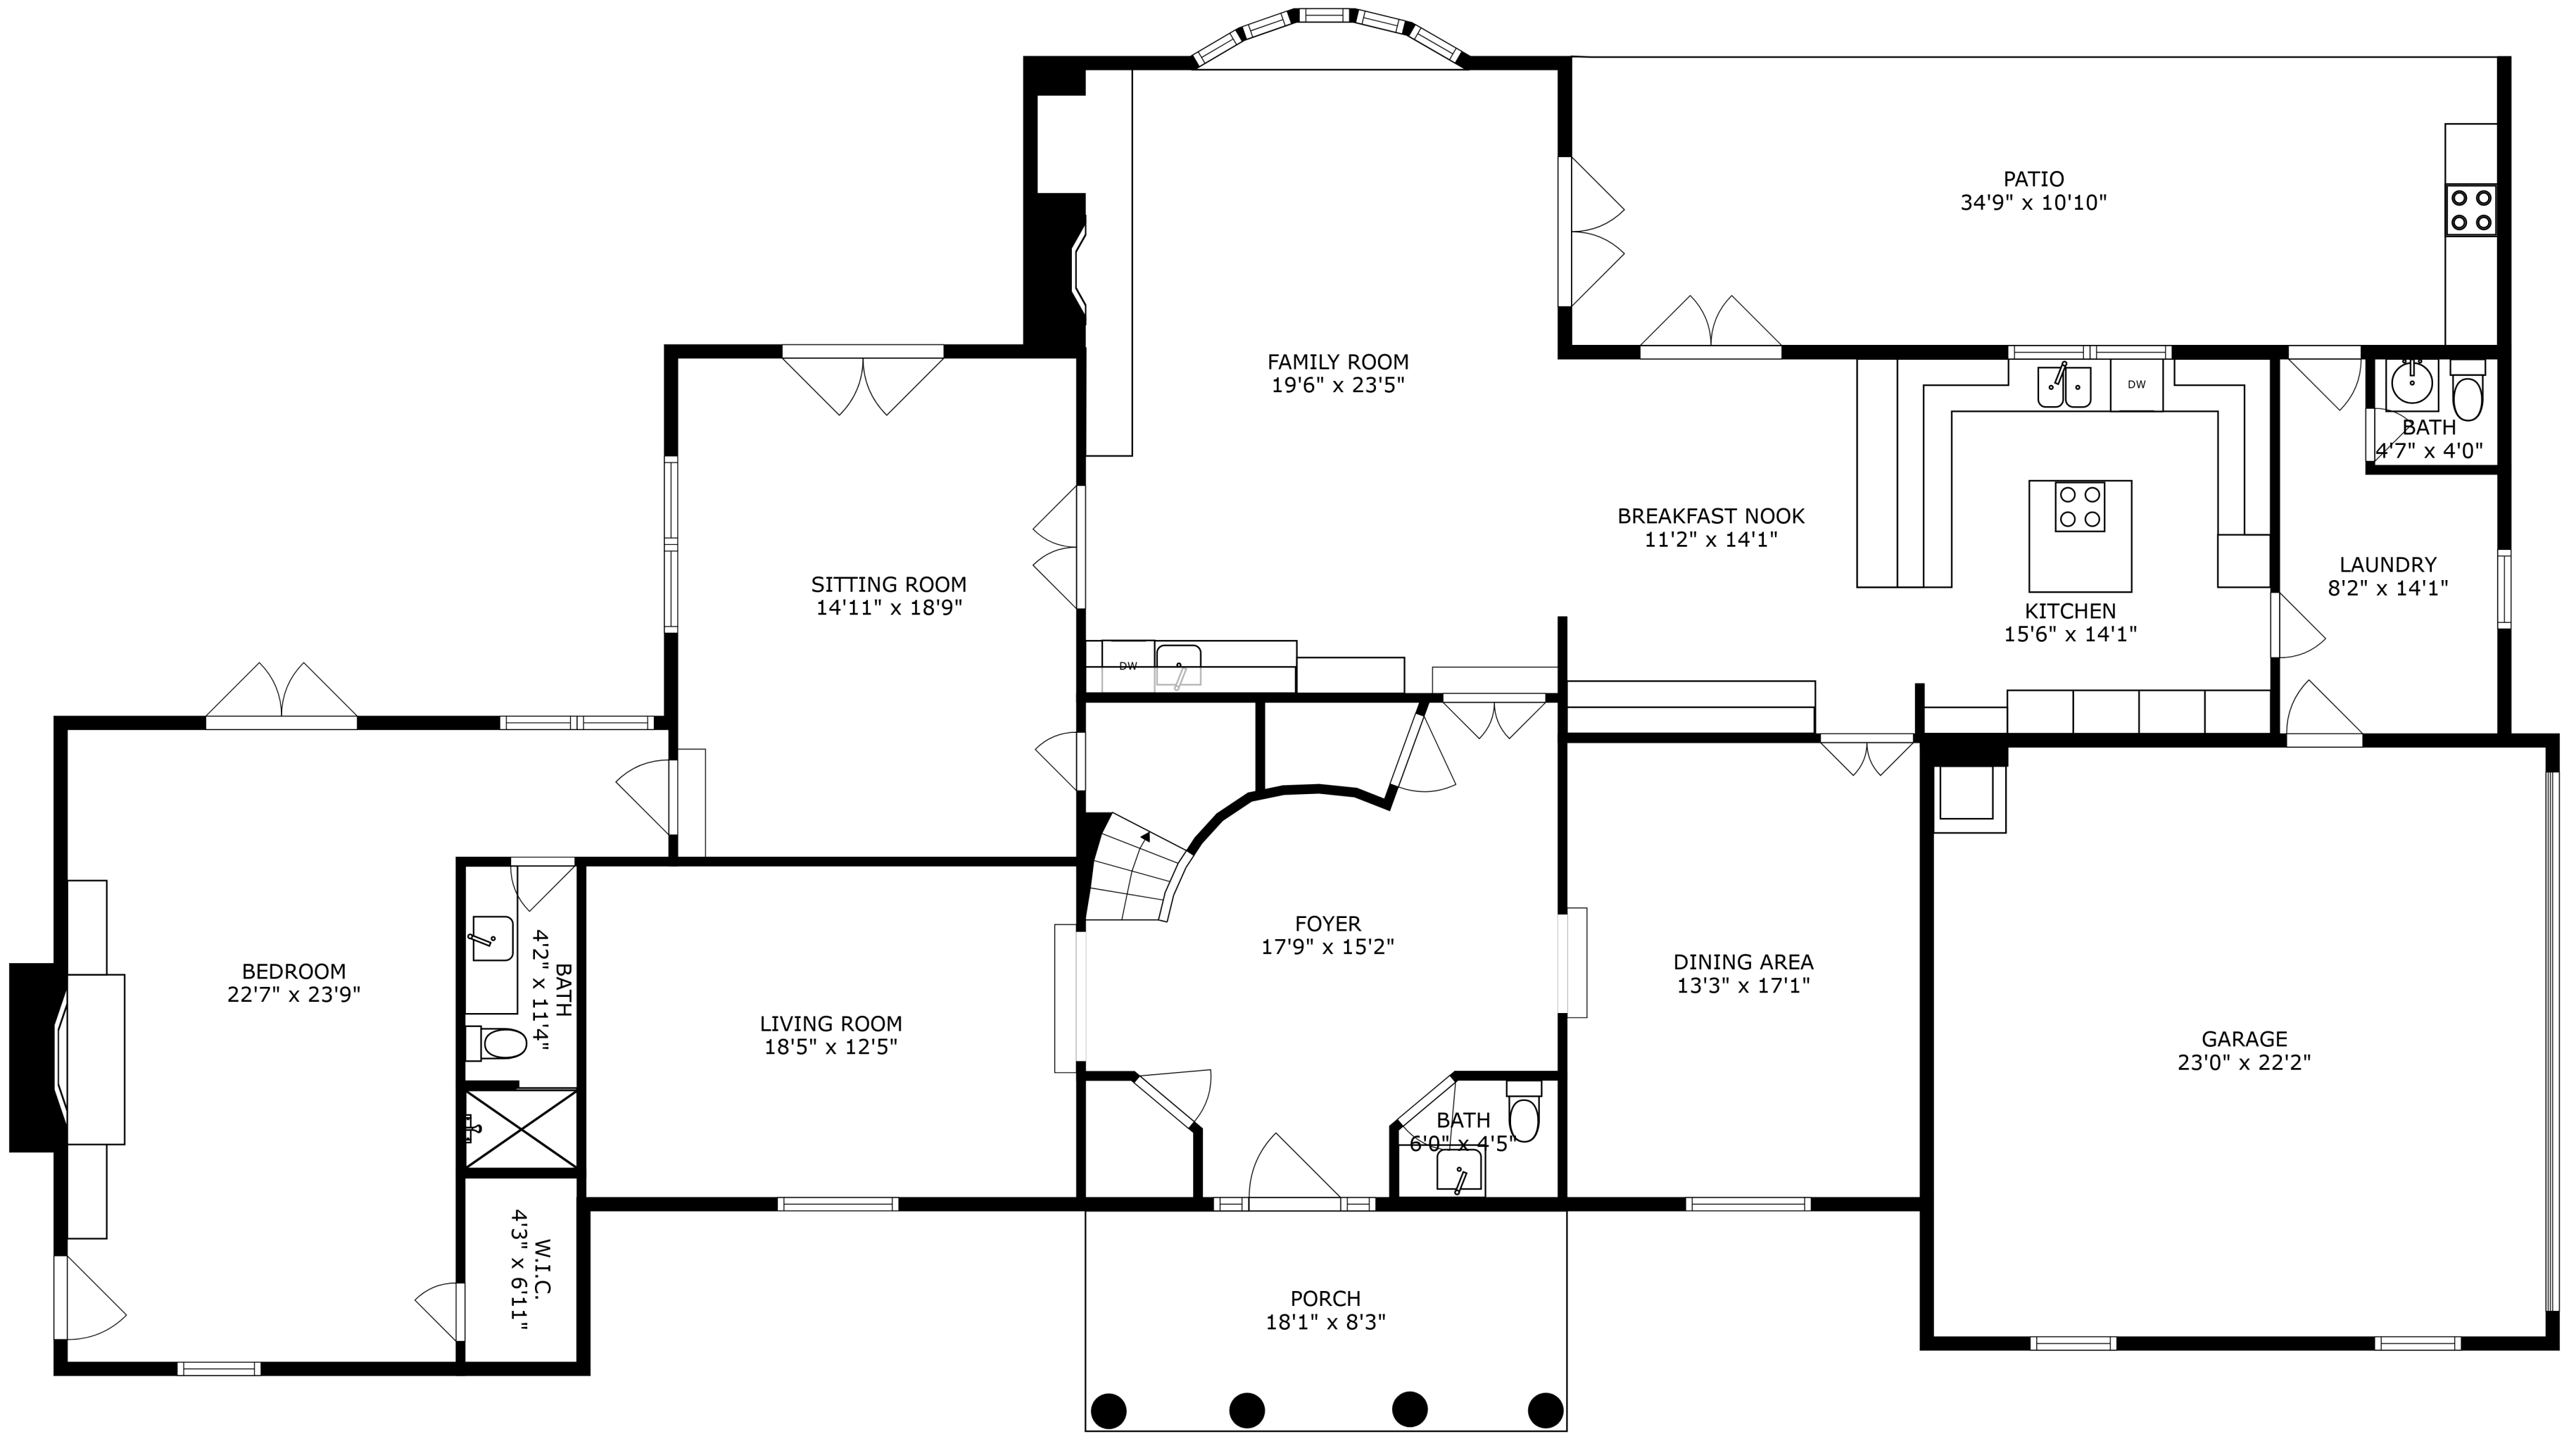 PATIO
34'9" x 10'10"
FAMILY ROOM
19'6" x 23'5"
DW
BATH
4'7" x 4'0"
BREAKFAST NOOK
11'2" x 14'1"
LAUNDRY
8'2" x 14'1"
SITTING ROOM
14'11" x 18'9"
KITCHEN
15'6" x 14'1"
DW
FOYER
17'9" x 15'2"
DINING AREA
13'3" x 17'1"
BEDROOM
22'7" x 23'9"
BATH
4'2" x 11'4"
LIVING ROOM
18'5" x 12'5"
GARAGE
23'0" x 22'2"
BATH
6'0" x 4'5"
W.I.C.
4'3" x 6'11"
PORCH
18'1" x 8'3"